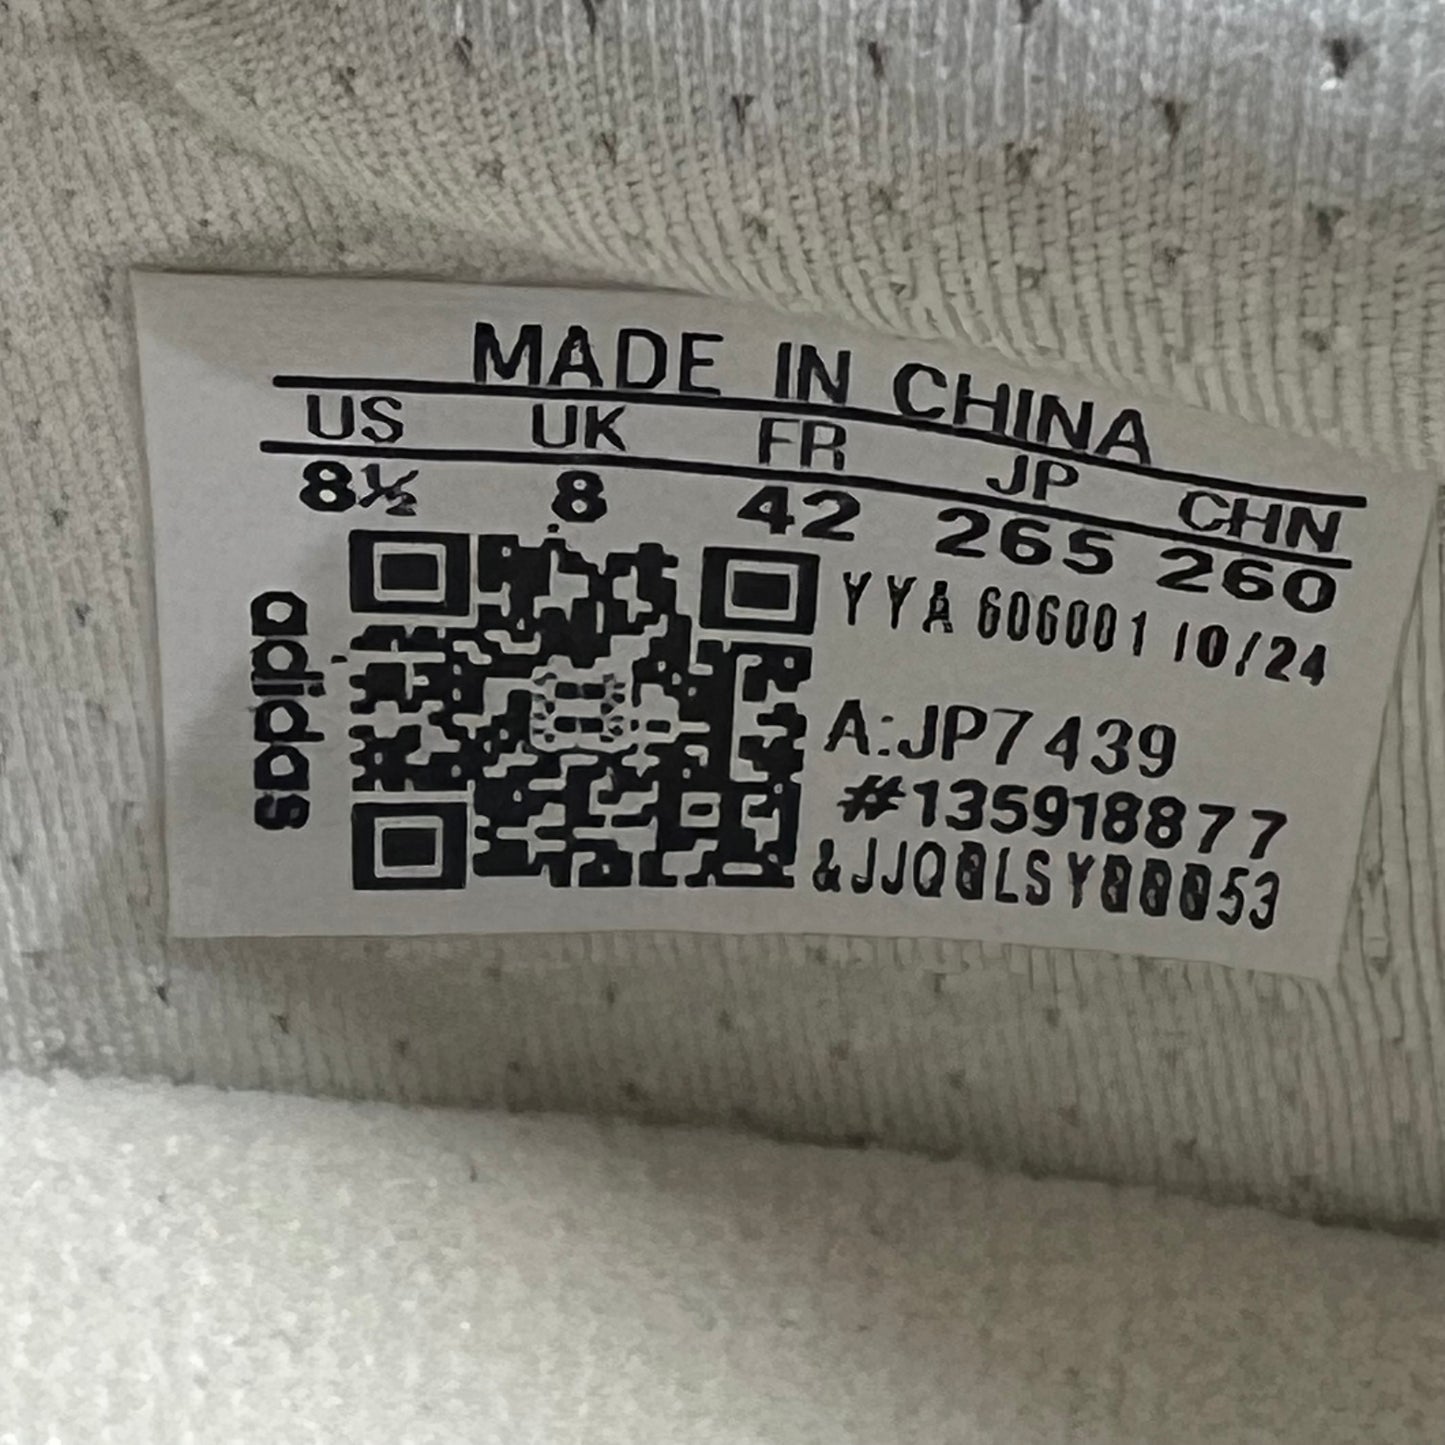 MADE IN CHINA
US UK FR JP CHN
8½ 8 42 265 260
YYA 606001 10/24
A:JP7439
#135918877
&JJQ0LSY000053
adidas